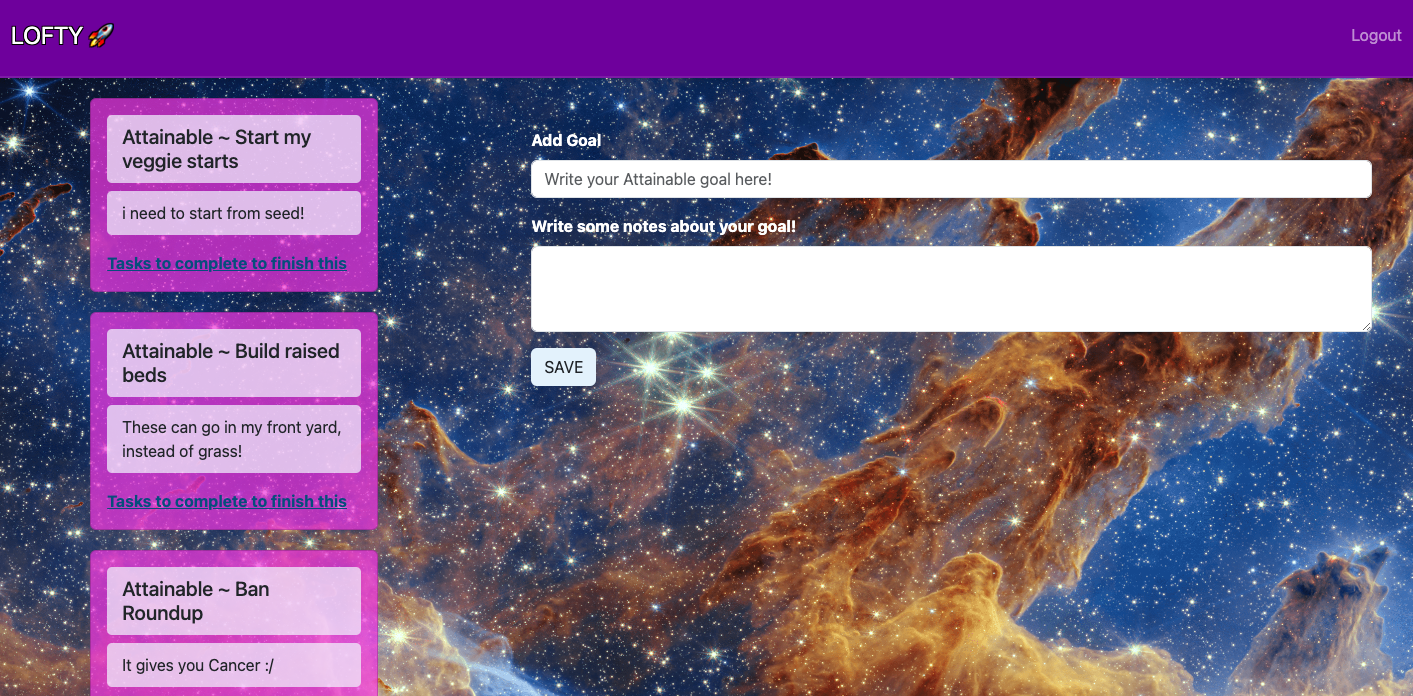 LOFTY 🚀
Logout
Attainable ~ Start my
veggie starts
i need to start from seed!
Tasks to complete to finish this
Attainable ~ Build raised
beds
These can go in my front yard,
instead of grass!
Tasks to complete to finish this
Attainable ~ Ban
Roundup
It gives you Cancer :/
Add Goal
Write your Attainable goal here!
Write some notes about your goal!
SAVE